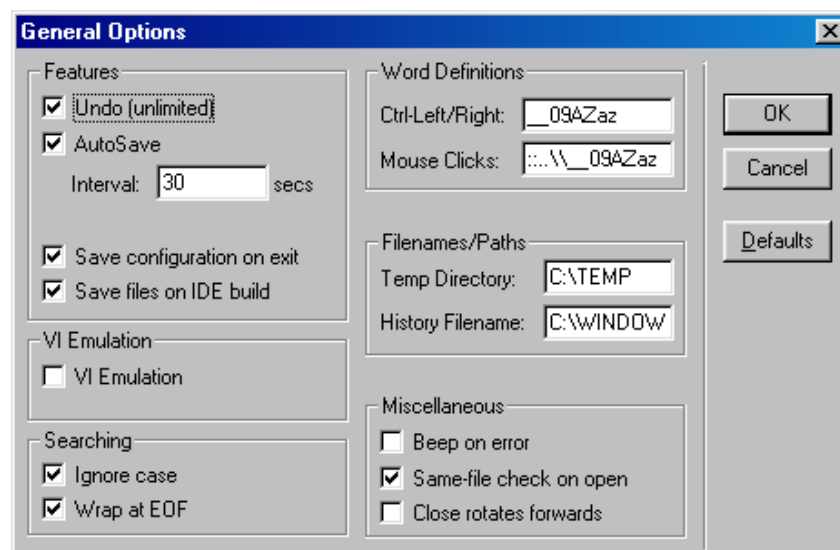 General Options
Features
Undo (unlimited)
AutoSave
Interval: 30 secs
Save configuration on exit
Save files on IDE build
VI Emulation
VI Emulation
Searching
Ignore case
Wrap at EOF
Word Definitions
Ctrl-Left/Right: __09AZaz
Mouse Clicks: ::..\\__09AZaz
Filenames/Paths
Temp Directory: C:\TEMP
History Filename: C:\WINDOW
Miscellaneous
Beep on error
Same-file check on open
Close rotates forwards
OK
Cancel
Defaults